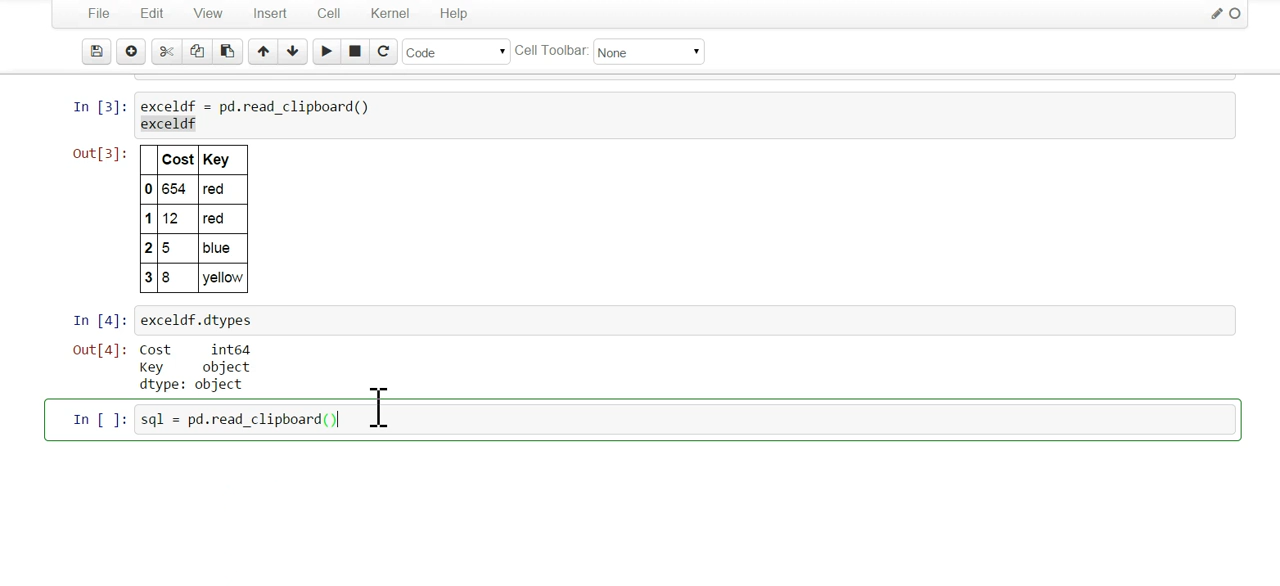 File Edit View Insert Cell Kernel Help
Code Cell Toolbar: None
In [3]: exceldf = pd.read_clipboard()
exceldf
Out[3]:
Cost Key
0 654 red
1 12 red
2 5 blue
3 8 yellow
In [4]: exceldf.dtypes
Out[4]: Cost int64
Key object
dtype: object
In [ ]: sql = pd.read_clipboard()